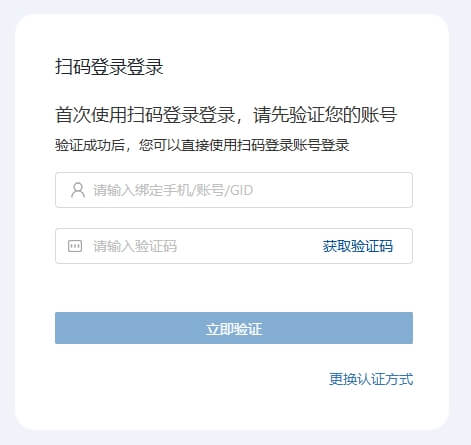 扫码登录登录
首次使用扫码登录登录，请先验证您的账号
验证成功后，您可以直接使用扫码登录账号登录
请输入绑定手机/账号/GID
请输入验证码 获取验证码
立即验证
更换认证方式